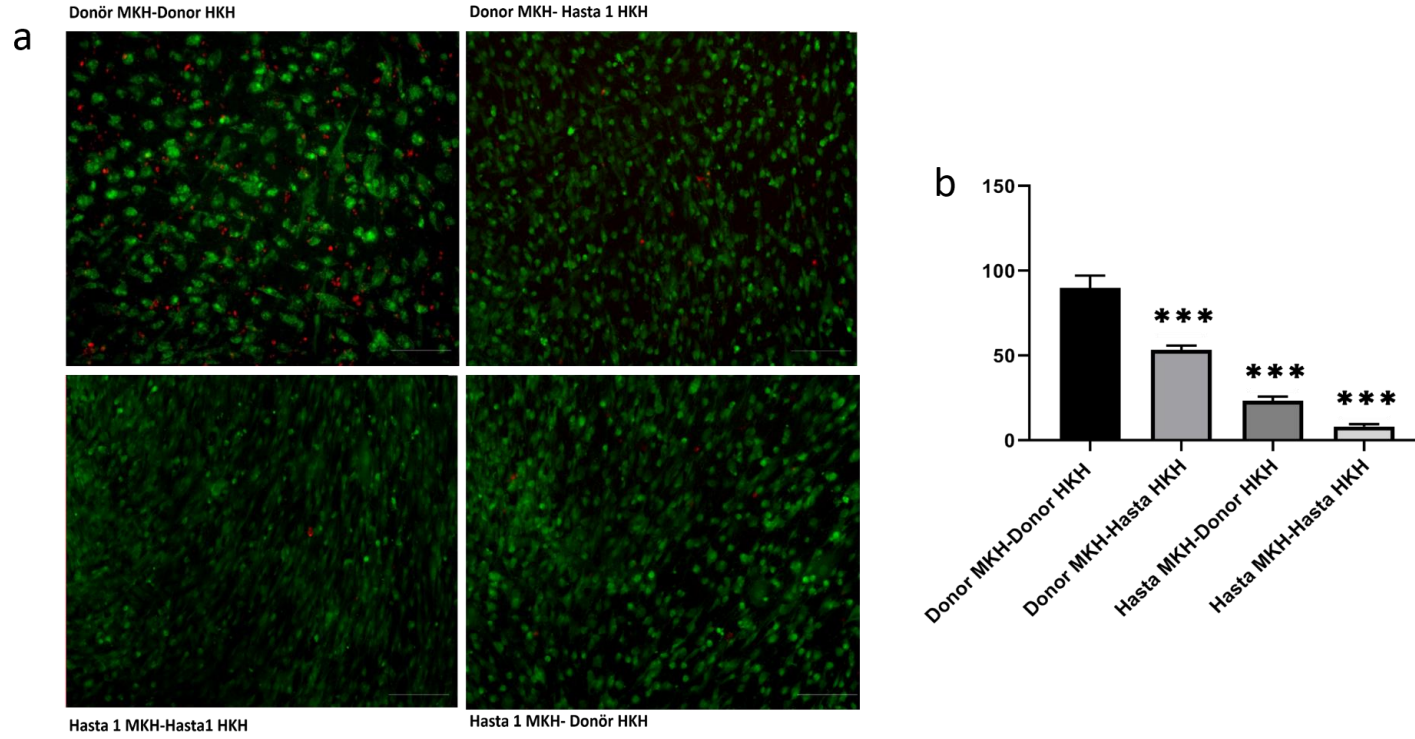 Donör MKH-Donor HKH
Donor MKH- Hasta 1 HKH
a
Hasta 1 MKH-Hasta1 HKH
Hasta 1 MKH- Donör HKH
b
150
100
50
0
***
***
***
Donor MKH-Donor HKH
Donor MKH-Hasta HKH
Hasta MKH-Donor HKH
Hasta MKH-Hasta HKH